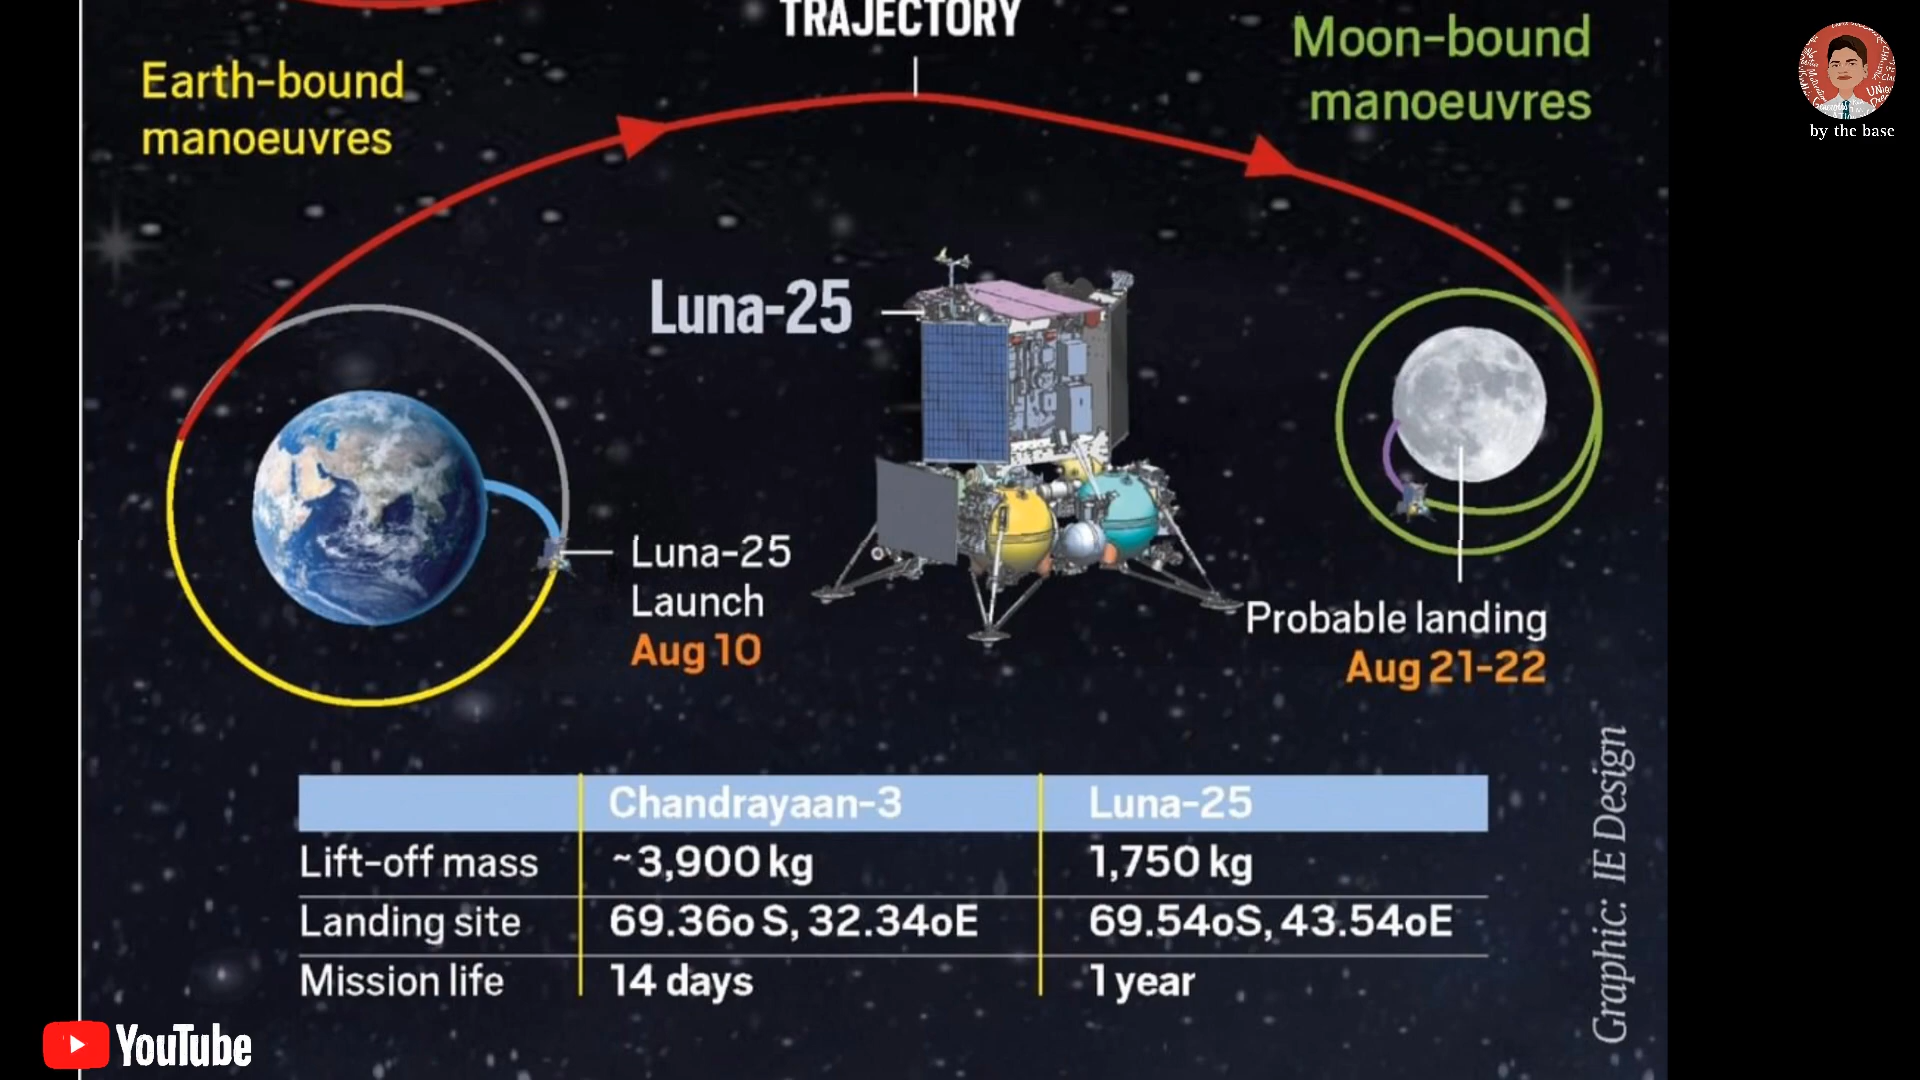 TRAJECTORY
Earth-bound
manoeuvres
Moon-bound
manoeuvres
by the base
Luna-25
Luna-25
Launch
Aug 10
Probable landing
Aug 21-22
Chandrayaan-3 Luna-25
Lift-off mass ~3,900 kg 1,750 kg
Landing site 69.36o S, 32.34oE 69.54oS, 43.54oE
Mission life 14 days 1 year
Graphic: IE Design
YouTube